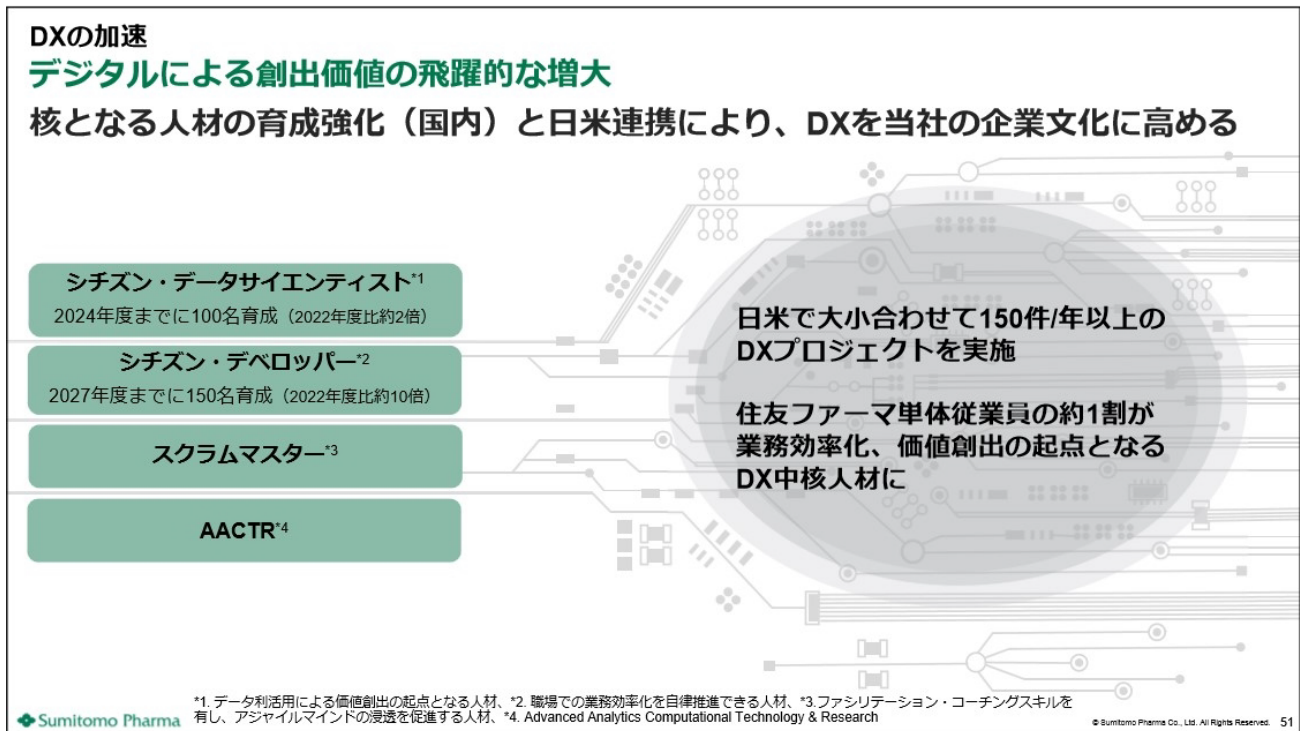 DXの加速
デジタルによる創出価値の飛躍的な増大
核となる人材の育成強化（国内）と日米連携により、DXを当社の企業文化に高める
シチズン・データサイエンティスト*1
2024年度までに100名育成（2022年度比約2倍）
シチズン・デベロッパー*2
2027年度までに150名育成（2022年度比約10倍）
スクラムマスター*3
AACTR*4
日米で大小合わせて150件/年以上の
DXプロジェクトを実施
住友ファーマ単体従業員の約1割が
業務効率化、価値創出の起点となる
DX中核人材に
*1. データ利活用による価値創出の起点となる人材、*2. 職場での業務効率化を自律推進できる人材、*3.ファシリテーション・コーチングスキルを
有し、アジャイルマインドの浸透を促進する人材、*4. Advanced Analytics Computational Technology & Research
Sumitomo Pharma
© Sumitomo Pharma Co., Ltd. All Rights Reserved. 51